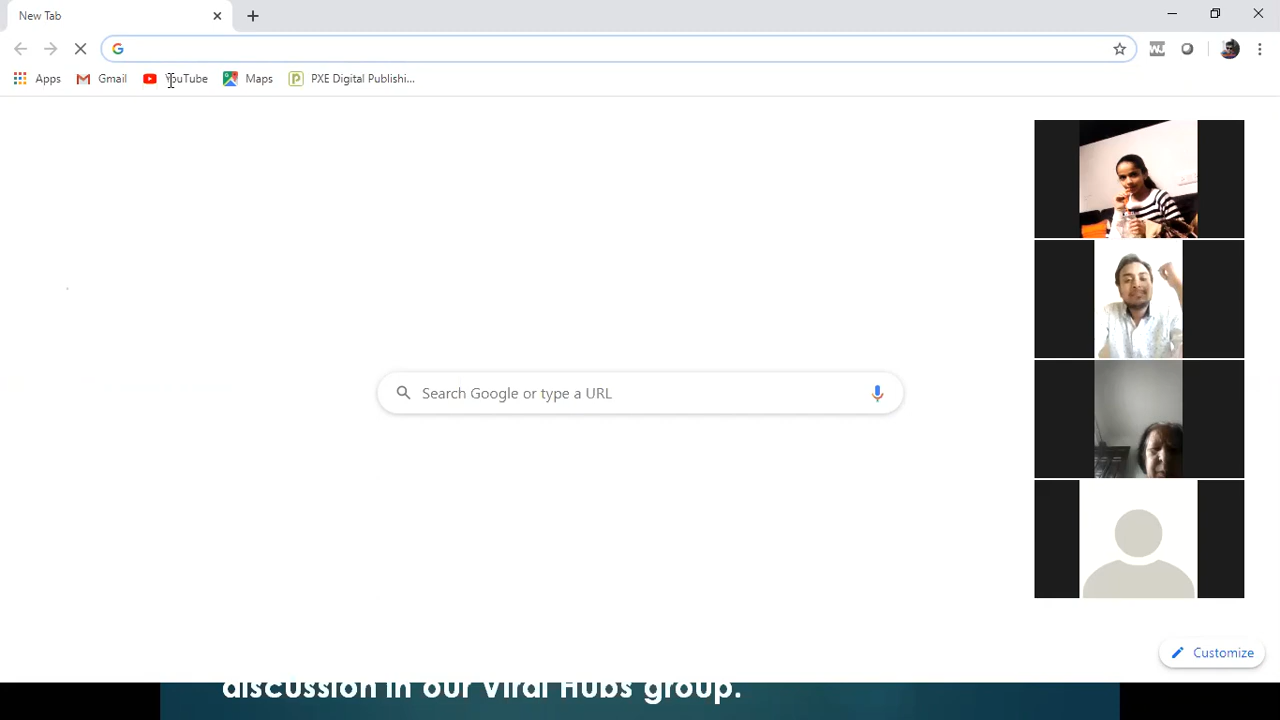 New Tab
Apps
Gmail
YouTube
Maps
PXE Digital Publishi...
Search Google or type a URL
Customize
discussion in our Viral Hubs group.